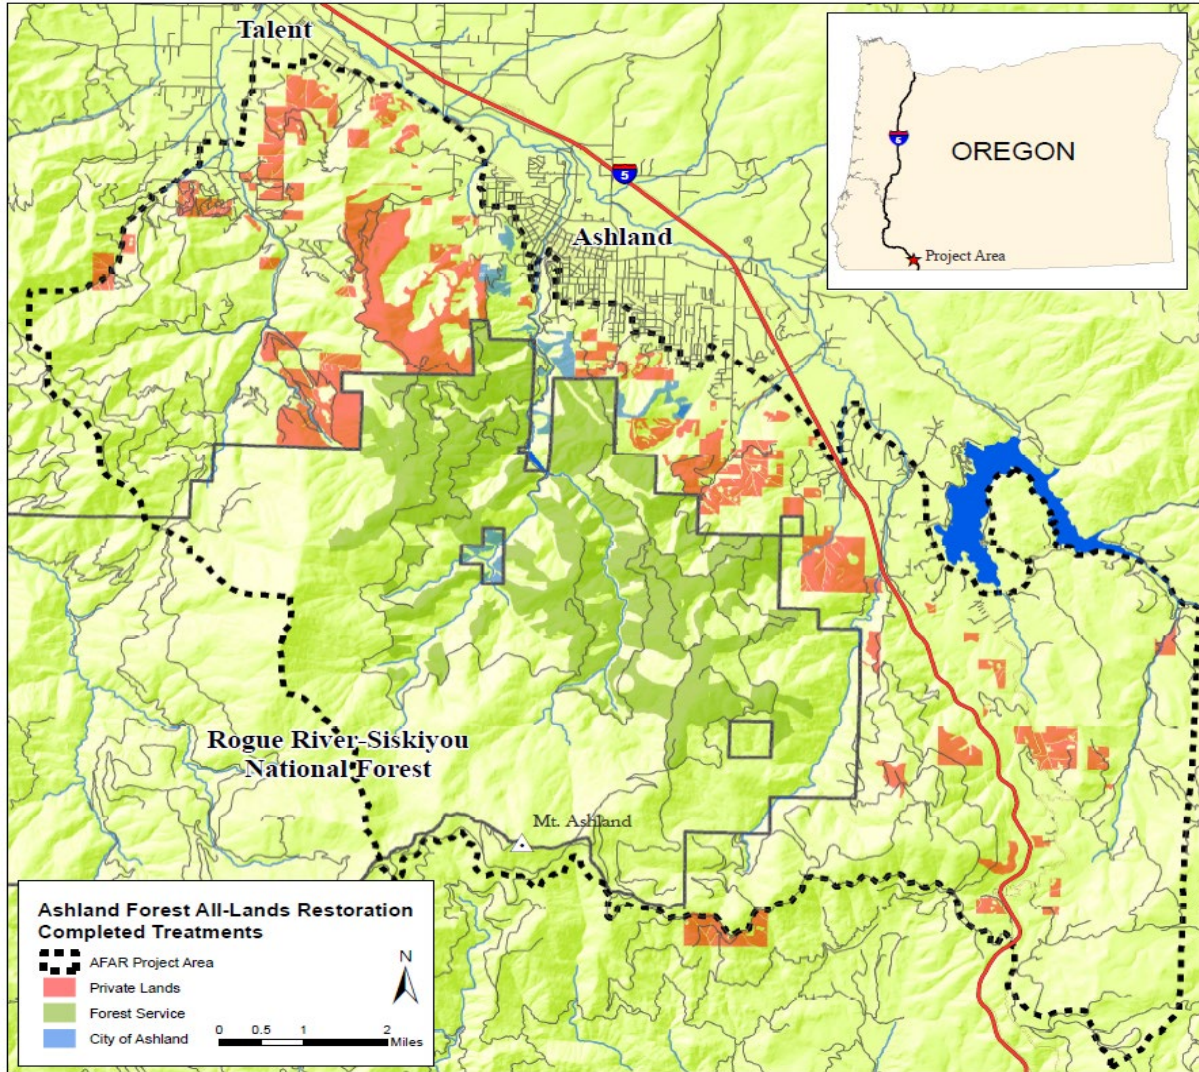 Talent
5
Ashland
5
OREGON
Project Area
Rogue River-Siskiyou
National Forest
Mt. Ashland
Ashland Forest All-Lands Restoration
Completed Treatments
AFAR Project Area
Private Lands
Forest Service
City of Ashland
N
0 0.5 1 2
Miles